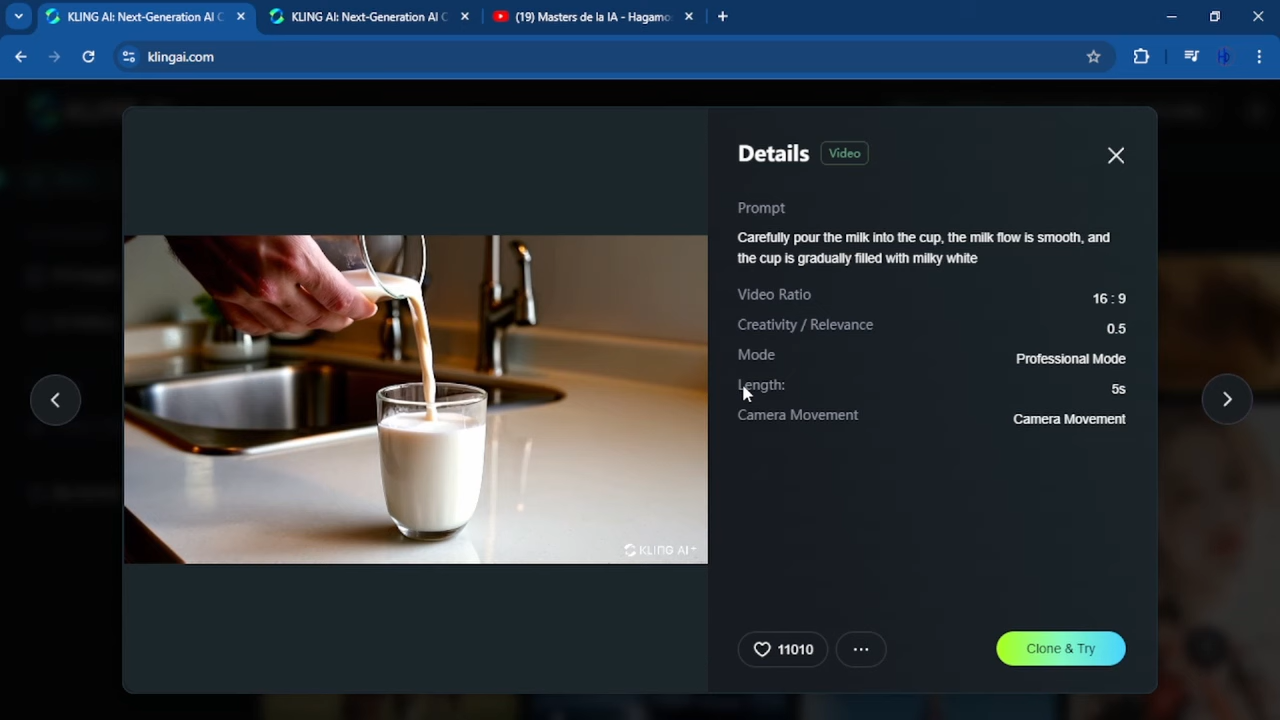 KLING AI: Next-Generation AI C
KLING AI: Next-Generation AI C
(19) Masters de la IA - Hagamo
klingai.com
Details
Video
Prompt
Carefully pour the milk into the cup, the milk flow is smooth, and
the cup is gradually filled with milky white
Video Ratio 16 : 9
Creativity / Relevance 0.5
Mode Professional Mode
Length: 5s
Camera Movement Camera Movement
KLING AI
11010
Clone & Try